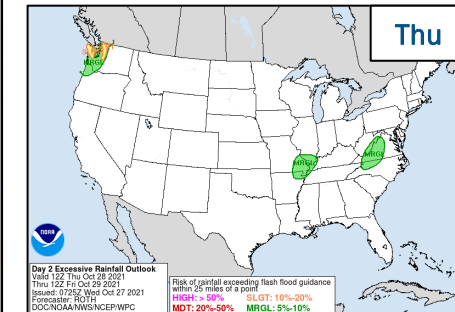 Thu
MRGL
MRGL
MRGL
NOAA
Day 2 Excessive Rainfall Outlook
Valid 12Z Thu Oct 28 2021
Thru 12Z Fri Oct 29 2021
Issued: 0725Z Wed Oct 27 2021
Forecaster: ROTH
DOC/NOAA/NWS/NCEP/WPC
Risk of rainfall exceeding flash flood guidance
within 25 miles of a point
HIGH: > 50% SLGT: 10%-20%
MDT: 20%-50% MRGL: 5%-10%